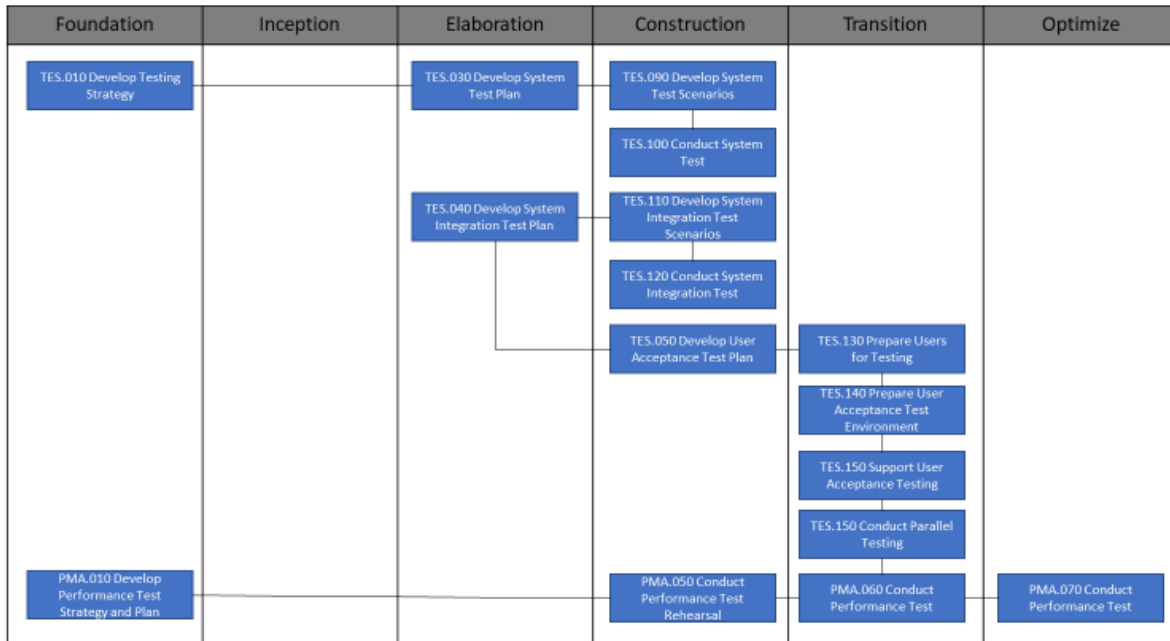 Foundation
Inception
Elaboration
Construction
Transition
Optimize
TES.010 Develop Testing
Strategy
TES.030 Develop System
Test Plan
TES.090 Develop System
Test Scenarios
TES.100 Conduct System
Test
TES.040 Develop System
Integration Test Plan
TES.110 Develop System
Integration Test
Scenarios
TES.120 Conduct System
Integration Test
TES.050 Develop User
Acceptance Test Plan
TES.130 Prepare Users
for Testing
TES.140 Prepare User
Acceptance Test
Environment
TES.150 Support User
Acceptance Testing
TES.150 Conduct Parallel
Testing
PMA.010 Develop
Performance Test
Strategy and Plan
PMA.050 Conduct
Performance Test
Rehearsal
PMA.060 Conduct
Performance Test
PMA.070 Conduct
Performance Test